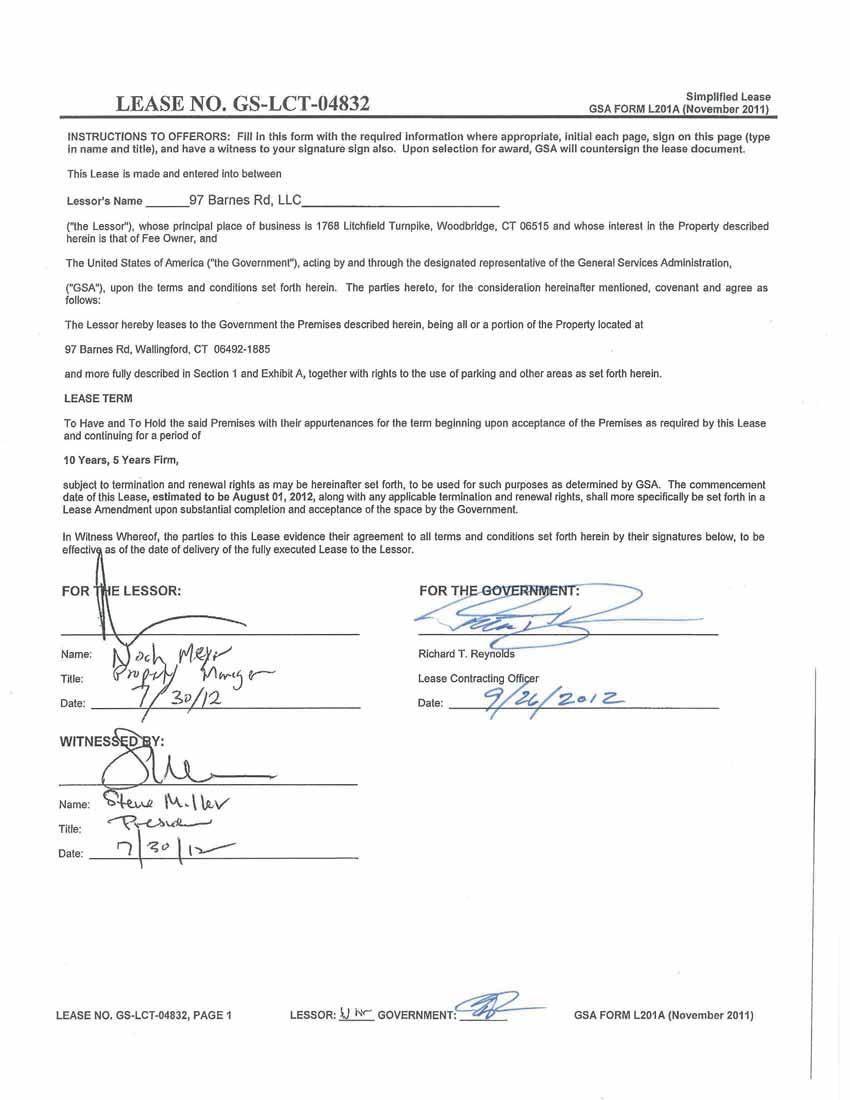 LEASE NO. GS-LCT-04832
Simplified Lease
GSA FORM L201A (November 2011)
INSTRUCTIONS TO OFFERORS: Fill in this form with the required information where appropriate, initial each page, sign on this page (type
in name and title), and have a witness to your signature sign also. Upon selection for award, GSA will countersign the lease document.
This Lease is made and entered into between
Lessor's Name 97 Barnes Rd, LLC
("the Lessor"), whose principal place of business is 1768 Litchfield Turnpike, Woodbridge, CT 06515 and whose interest in the Property described
herein is that of Fee Owner, and
The United States of America ("the Government"), acting by and through the designated representative of the General Services Administration,
("GSA"), upon the terms and conditions set forth herein. The parties hereto, for the consideration hereinafter mentioned, covenant and agree as
follows:
The Lessor hereby leases to the Government the Premises described herein, being all or a portion of the Property located at
97 Barnes Rd, Wallingford, CT 06492-1885
and more fully described in Section 1 and Exhibit A, together with rights to the use of parking and other areas as set forth herein.
LEASE TERM
To Have and To Hold the said Premises with their appurtenances for the term beginning upon acceptance of the Premises as required by this Lease
and continuing for a period of
10 Years, 5 Years Firm,
subject to termination and renewal rights as may be hereinafter set forth, to be used for such purposes as determined by GSA. The commencement
date of this Lease, estimated to be August 01, 2012, along with any applicable termination and renewal rights, shall more specifically be set forth in a
Lease Amendment upon substantial completion and acceptance of the space by the Government.
In Witness Whereof, the parties to this Lease evidence their agreement to all terms and conditions set forth herein by their signatures below, to be
effective as of the date of delivery of the fully executed Lease to the Lessor.
FOR THE LESSOR:
Name: Noch
Title: Property Manager
Date: 7/30/12
FOR THE GOVERNMENT:
Richard T. Reynolds
Lease Contracting Officer
Date: 9/26/2012
WITNESSED BY:
Name: Steve Miller
Title: President
Date: 7/30/12
LEASE NO. GS-LCT-04832, PAGE 1
LESSOR: GOVERNMENT:
GSA FORM L201A (November 2011)